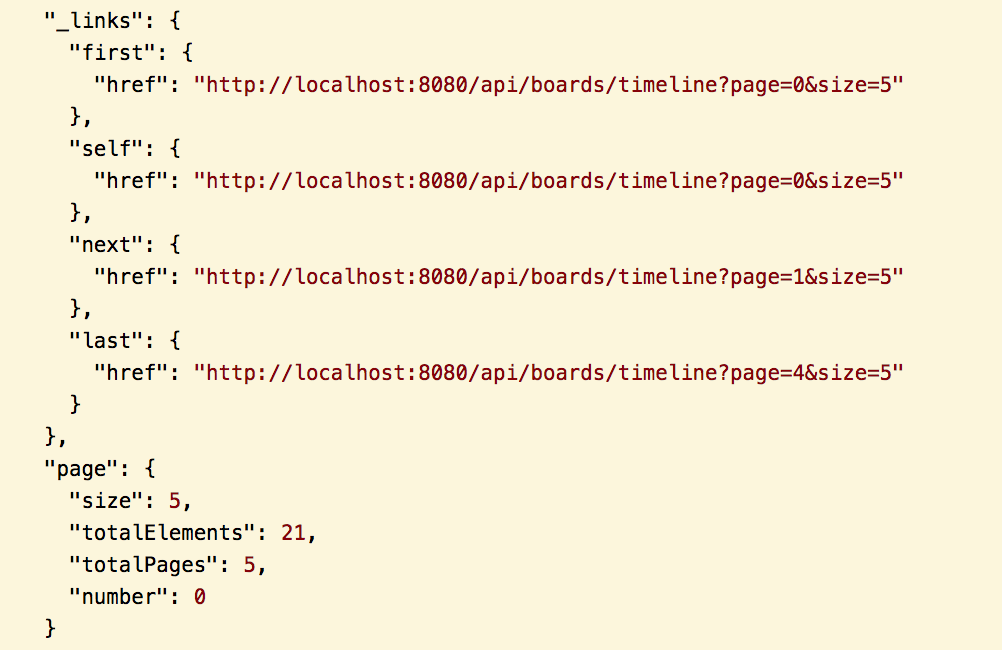 "_links": {
"first": {
"href": "http://localhost:8080/api/boards/timeline?page=0&size=5"
},
"self": {
"href": "http://localhost:8080/api/boards/timeline?page=0&size=5"
},
"next": {
"href": "http://localhost:8080/api/boards/timeline?page=1&size=5"
},
"last": {
"href": "http://localhost:8080/api/boards/timeline?page=4&size=5"
}
},
"page": {
"size": 5,
"totalElements": 21,
"totalPages": 5,
"number": 0
}